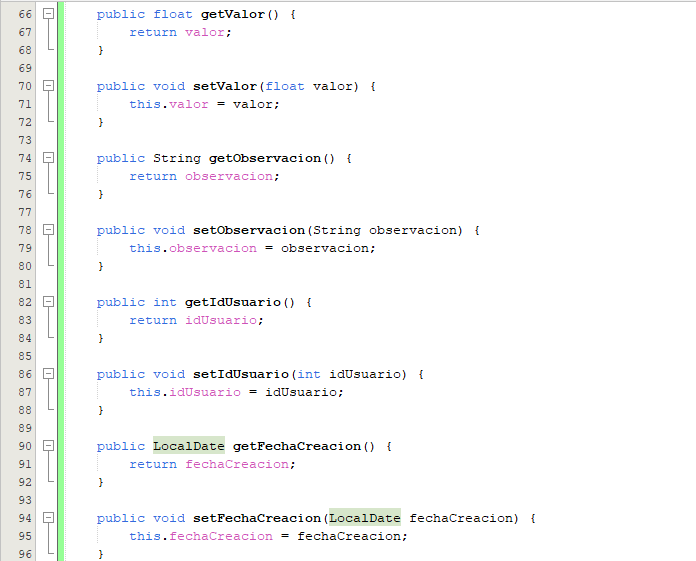 66 public float getValor() {
67 return valor;
68 }
69
70 public void setValor(float valor) {
71 this.valor = valor;
72 }
73
74 public String getObservacion() {
75 return observacion;
76 }
77
78 public void setObservacion(String observacion) {
79 this.observacion = observacion;
80 }
81
82 public int getIdUsuario() {
83 return idUsuario;
84 }
85
86 public void setIdUsuario(int idUsuario) {
87 this.idUsuario = idUsuario;
88 }
89
90 public LocalDate getFechaCreacion() {
91 return fechaCreacion;
92 }
93
94 public void setFechaCreacion(LocalDate fechaCreacion) {
95 this.fechaCreacion = fechaCreacion;
96 }